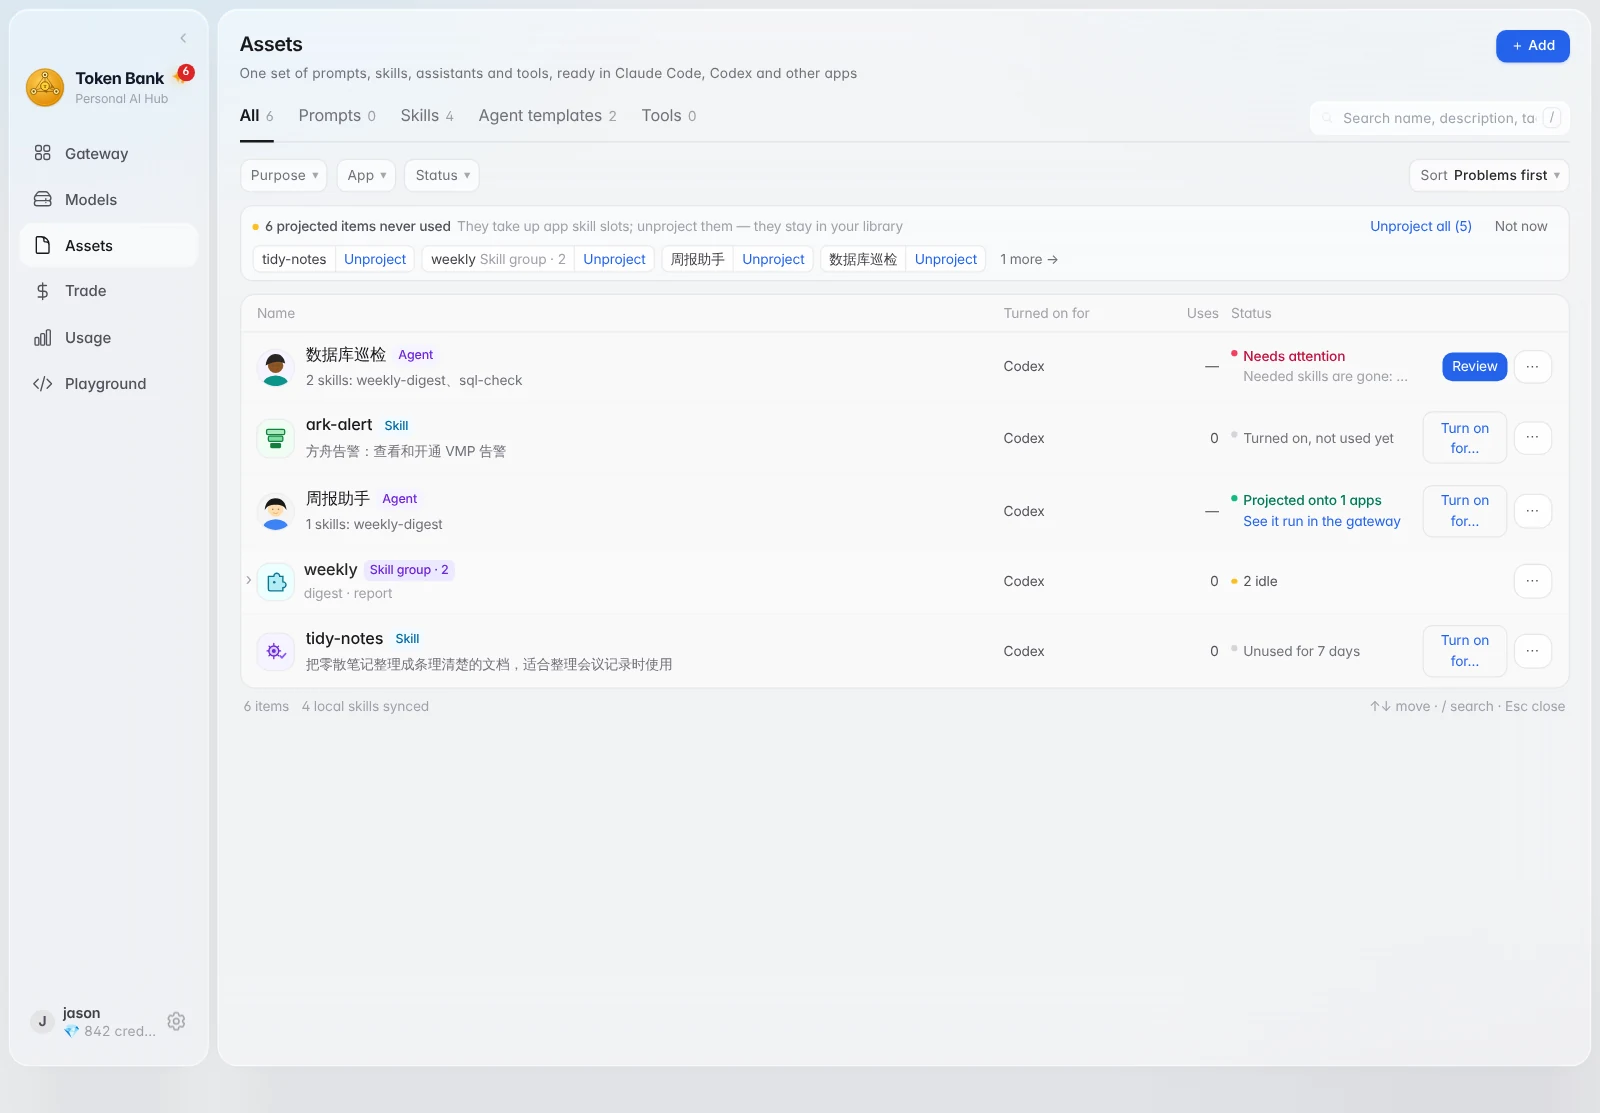 Token Bank
6
Personal AI Hub
Gateway
Models
Assets
Trade
Usage
Playground
J
jason
842 cred...
Assets
+ Add
One set of prompts, skills, assistants and tools, ready in Claude Code, Codex and other apps
All 6 Prompts 0 Skills 4 Agent templates 2 Tools 0
Search name, description, ta /
Purpose App Status
Sort Problems first
6 projected items never used They take up app skill slots; unproject them — they stay in your library
Unproject all (5) Not now
tidy-notes Unproject weekly Skill group · 2 Unproject 周报助手 Unproject 数据库巡检 Unproject 1 more →
Name Turned on for Uses Status
数据库巡检 Agent
2 skills: weekly-digest、sql-check
Codex — Needs attention
Needed skills are gone: ...
Review ...
ark-alert Skill
方舟告警：查看和开通 VMP 告警
Codex 0 Turned on, not used yet
Turn on
for...
...
周报助手 Agent
1 skills: weekly-digest
Codex — Projected onto 1 apps
See it run in the gateway
Turn on
for...
...
weekly Skill group · 2
digest · report
Codex 0 2 idle ...
tidy-notes Skill
把零散笔记整理成条理清楚的文档，适合整理会议记录时使用
Codex 0 Unused for 7 days
Turn on
for...
...
6 items 4 local skills synced
↑↓ move · / search · Esc close